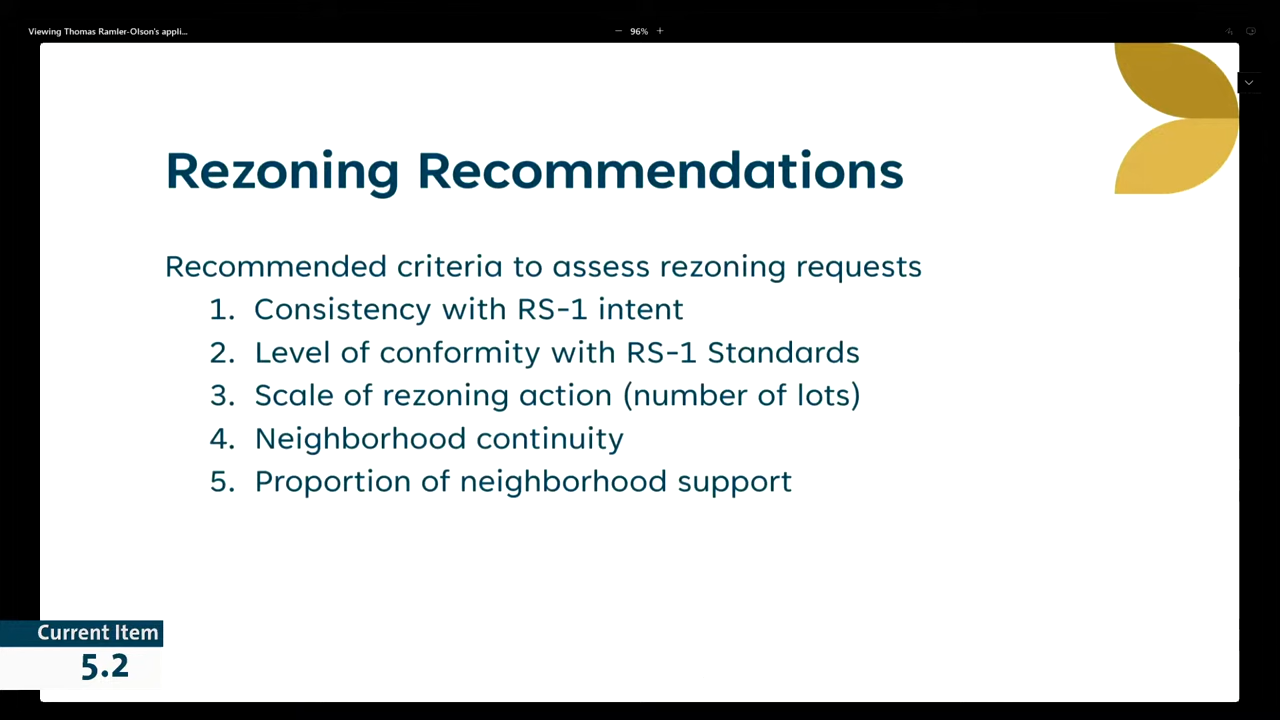 Viewing Thomas Ramler-Olson's appli...
− 96% +
Rezoning Recommendations
Recommended criteria to assess rezoning requests
1. Consistency with RS-1 intent
2. Level of conformity with RS-1 Standards
3. Scale of rezoning action (number of lots)
4. Neighborhood continuity
5. Proportion of neighborhood support
Current Item
5.2